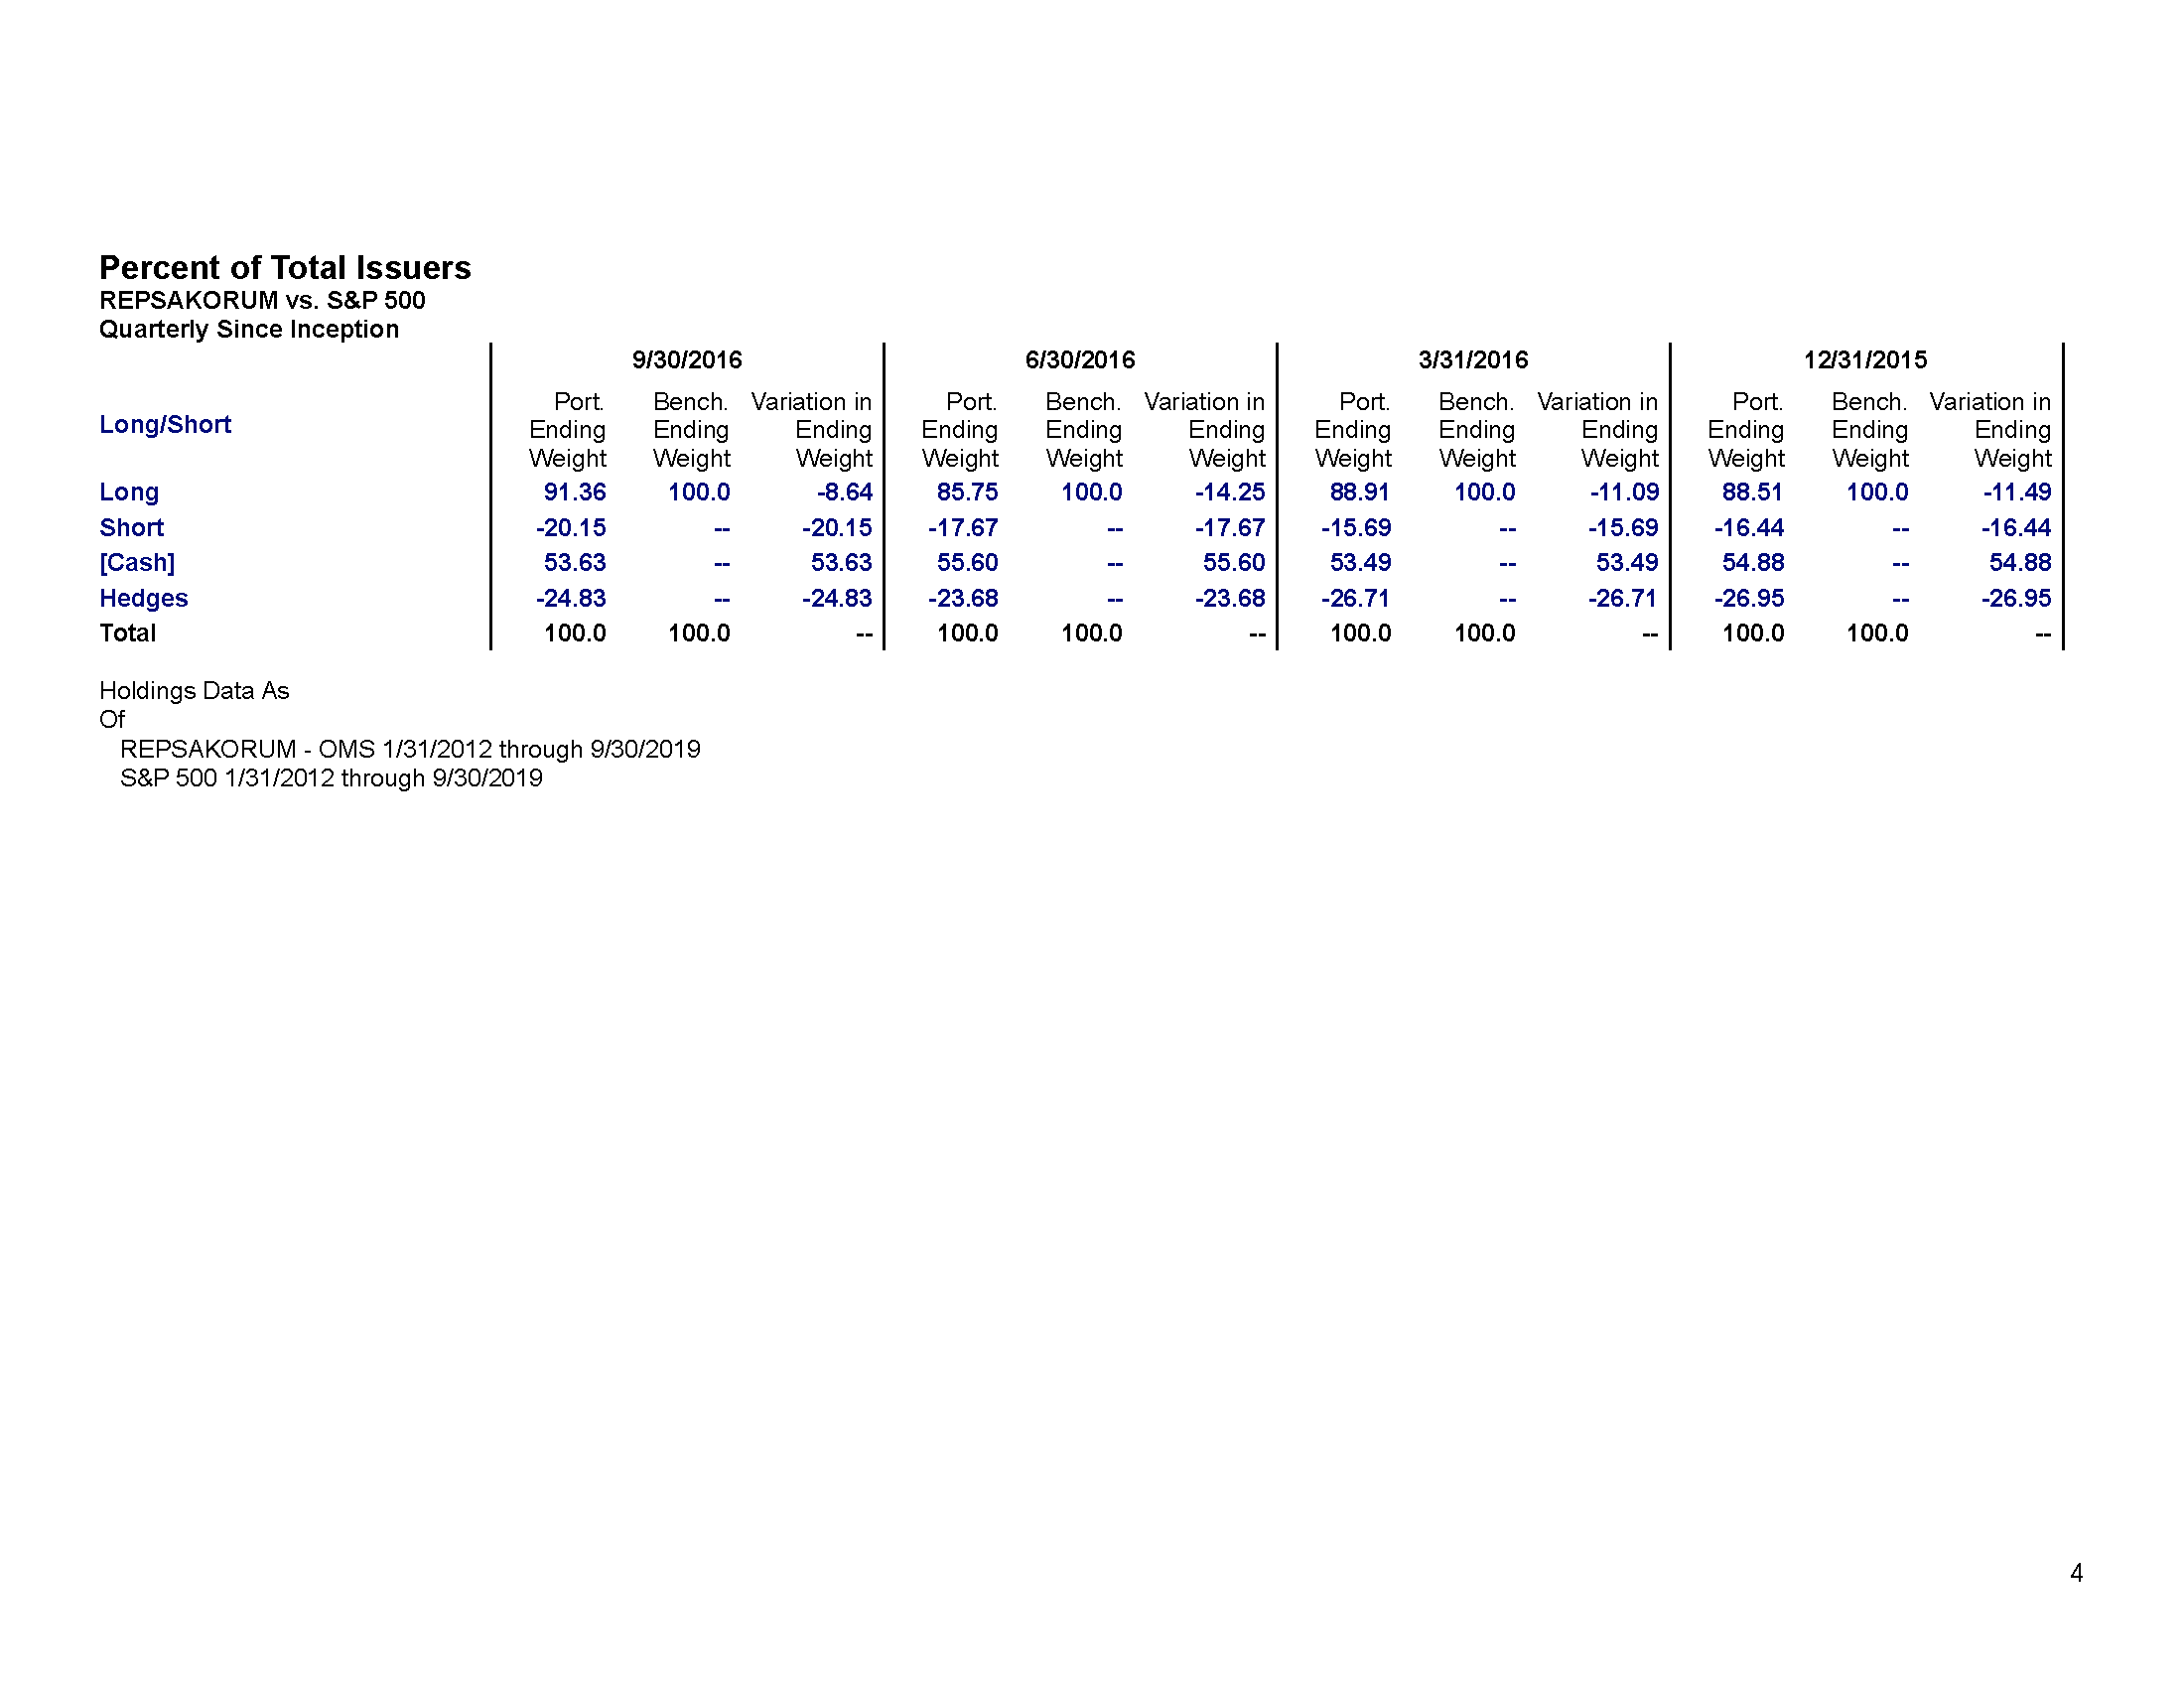 Percent of Total Issuers
REPSAKORUM vs. S&P 500
Quarterly Since Inception
9/30/2016 6/30/2016 3/31/2016 12/31/2015
Long/Short
Port. Bench. Variation in Port. Bench. Variation in Port. Bench. Variation in Port. Bench. Variation in
Ending Ending Ending Ending Ending Ending Ending Ending Ending Ending Ending Ending
Weight Weight Weight Weight Weight Weight Weight Weight Weight Weight Weight Weight
Long 91.36 100.0 -8.64 85.75 100.0 -14.25 88.91 100.0 -11.09 88.51 100.0 -11.49
Short -20.15 -- -20.15 -17.67 -- -17.67 -15.69 -- -15.69 -16.44 -- -16.44
[Cash] 53.63 -- 53.63 55.60 -- 55.60 53.49 -- 53.49 54.88 -- 54.88
Hedges -24.83 -- -24.83 -23.68 -- -23.68 -26.71 -- -26.71 -26.95 -- -26.95
Total 100.0 100.0 -- 100.0 100.0 -- 100.0 100.0 -- 100.0 100.0 --
Holdings Data As
Of
REPSAKORUM - OMS 1/31/2012 through 9/30/2019
S&P 500 1/31/2012 through 9/30/2019
4